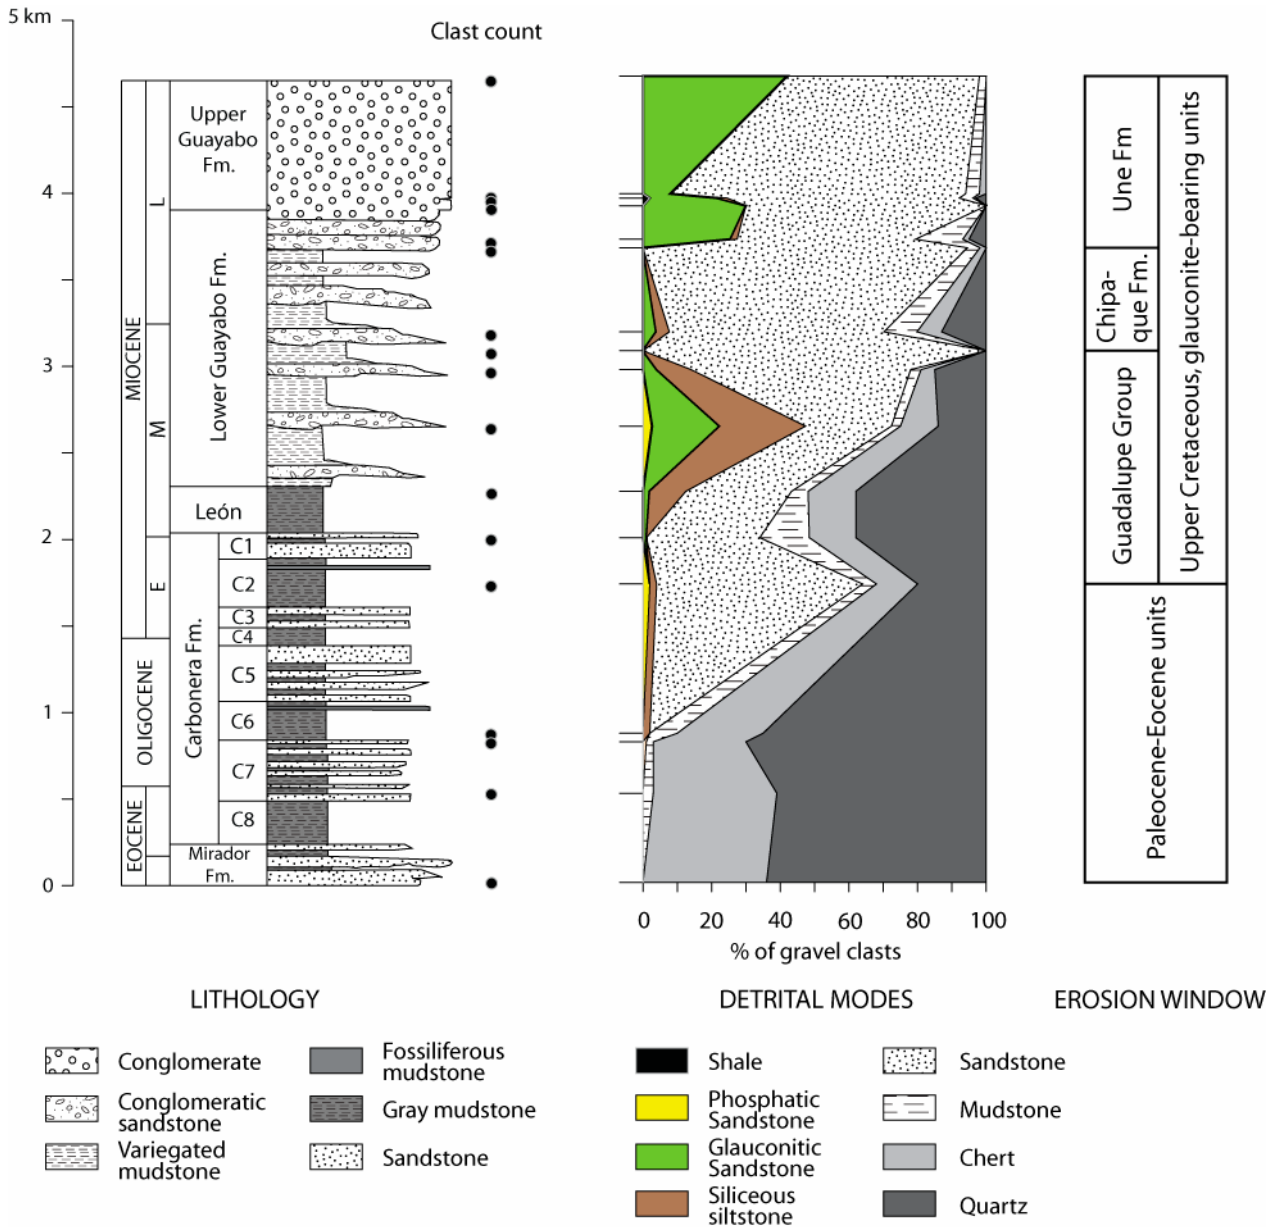 5 km
4
3
2
1
0
Clast count
MIOCENE
OLIGOCENE
EOCENE
L
M
E
Upper
Guayabo
Fm.
Lower Guayabo Fm.
León
Carbonera Fm.
C1
C2
C3
C4
C5
C6
C7
C8
Mirador
Fm.
0
20
40
60
80
100
% of gravel clasts
Une Fm
Chipa-
que Fm.
Guadalupe Group
Upper Cretaceous, glauconite-bearing units
Paleocene-Eocene units
LITHOLOGY
Conglomerate
Conglomeratic
sandstone
Variegated
mudstone
Fossiliferous
mudstone
Gray mudstone
Sandstone
DETRITAL MODES
Shale
Phosphatic
Sandstone
Glauconitic
Sandstone
Siliceous
siltstone
Sandstone
Mudstone
Chert
Quartz
EROSION WINDOW